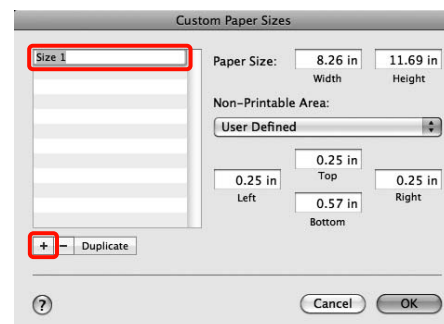 Custom Paper Sizes
Size 1
Paper Size: 8.26 in 11.69 in
Width Height
Non-Printable Area:
User Defined
0.25 in
Top
0.25 in 0.25 in
Left Right
0.57 in
Bottom
+ − Duplicate
? Cancel OK